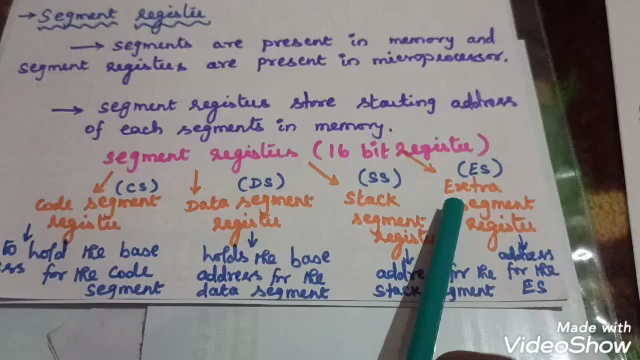 → Segment Register
→ segments are present in memory and
segment registers are present in microprocessor.
→ segment registers store starting address
of each segments in memory.
segment registers (16 bit register)
(CS) (DS) (SS) (ES)
Code segment Data segment Stack Extra
register register segment segment
register register
To hold the base holds the base address
for the code address for the addre for the for the
segment data segment stack segment ES
Made with
VideoShow